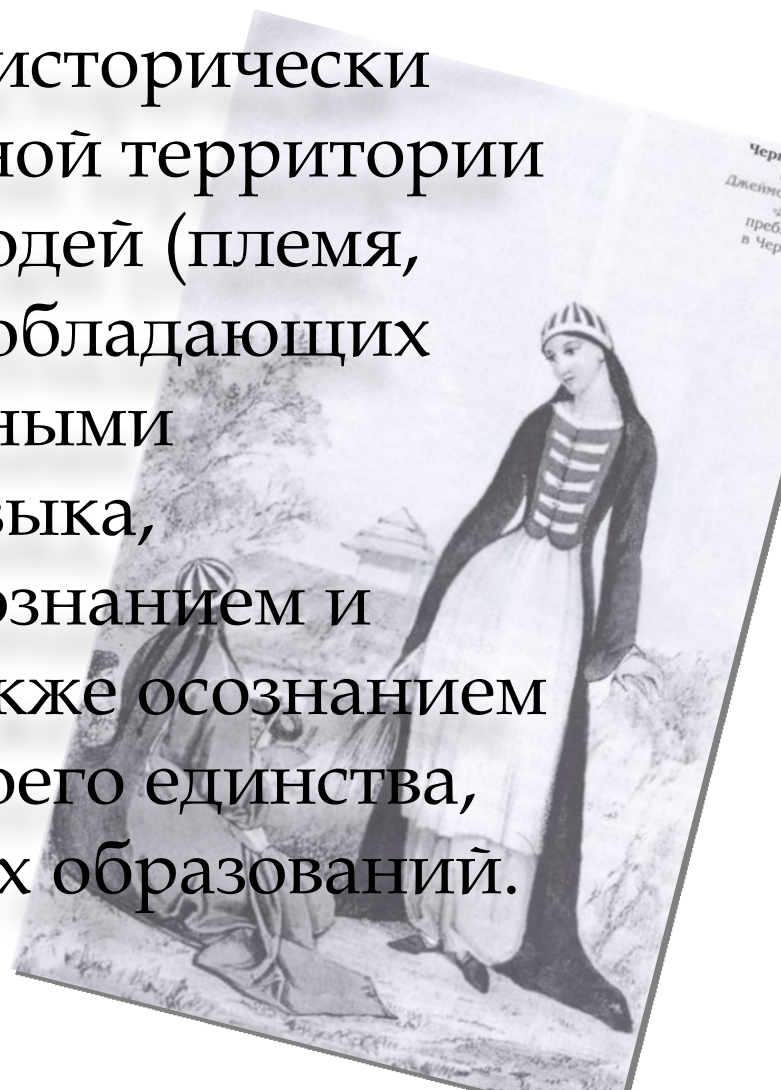 исторически
ной территории
одей (племя,
обладающих
ными
зыка,
ознанием и
кже осознанием
оего единства,
х образований.